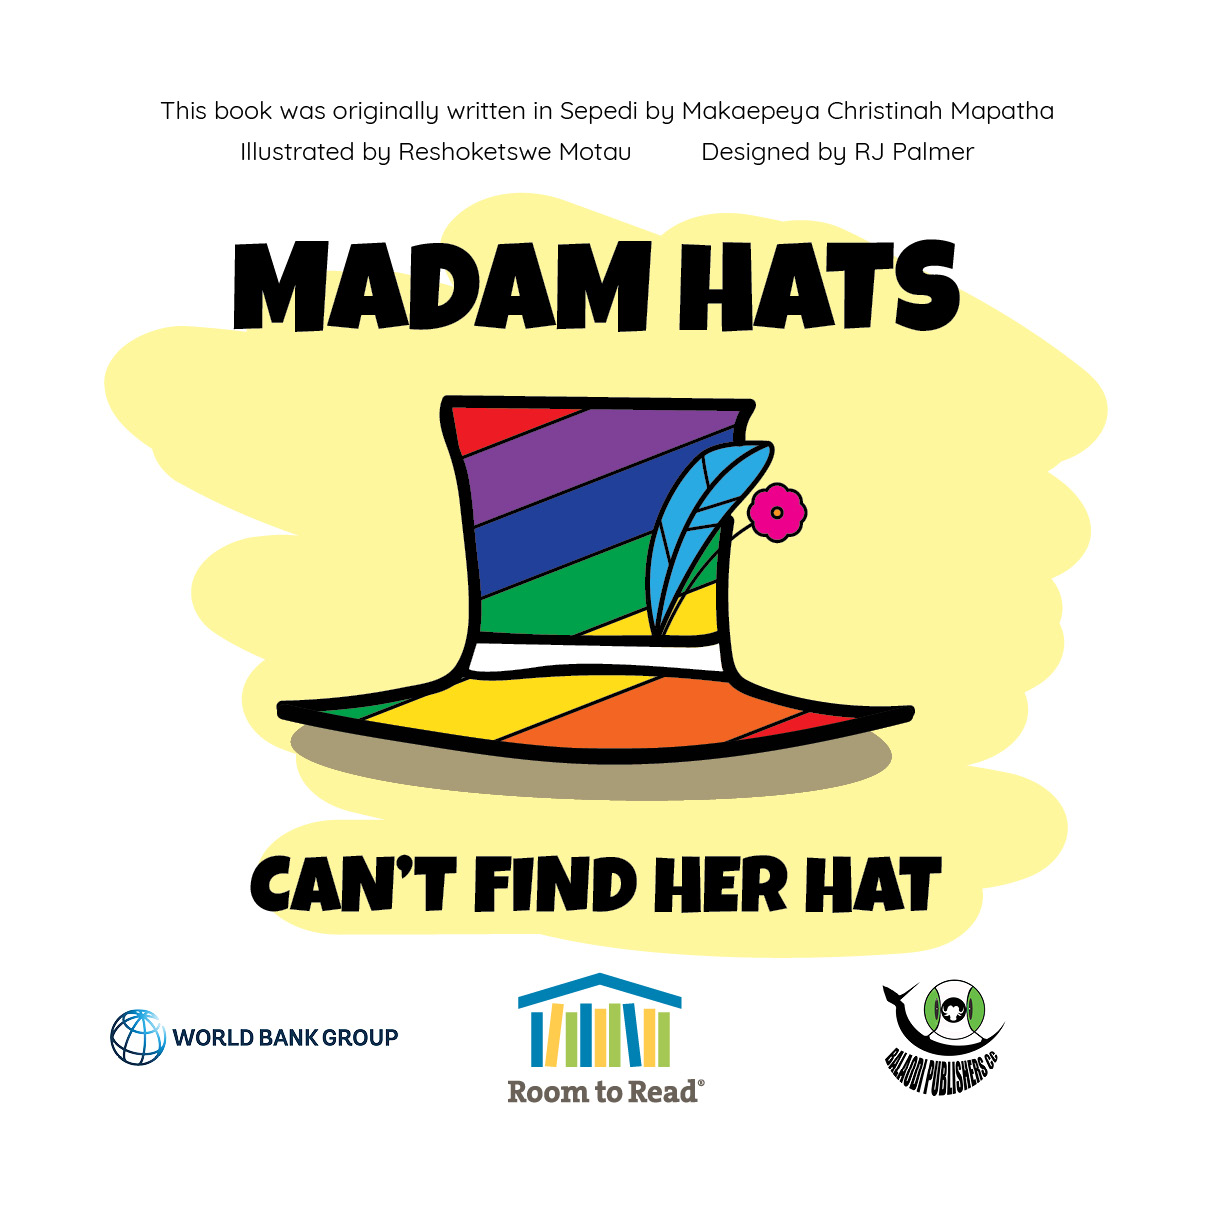 This book was originally written in Sepedi by Makaepeya Christinah Mapatha
Illustrated by Reshoketswe Motau Designed by RJ Palmer
MADAM HATS
CAN'T FIND HER HAT
WORLD BANK GROUP
Room to Read®
BALAODI PUBLISHERS CC